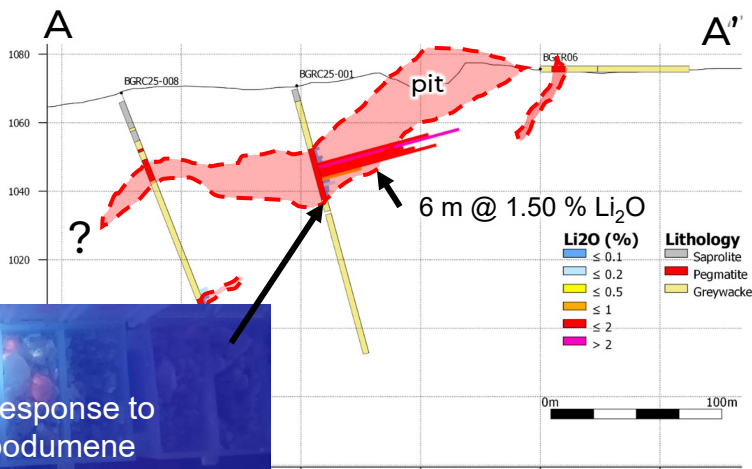 A
A'
1080
BGRC25-008
BGRC25-001
BGTR06
pit
1060
1040
6 m @ 1.50 % Li₂O
?
Li2O (%)
≤ 0.1
≤ 0.2
≤ 0.5
≤ 1
≤ 2
> 2
Lithology
Saprolite
Pegmatite
Greywacke
1020
esponse to
podumene
0m
100m